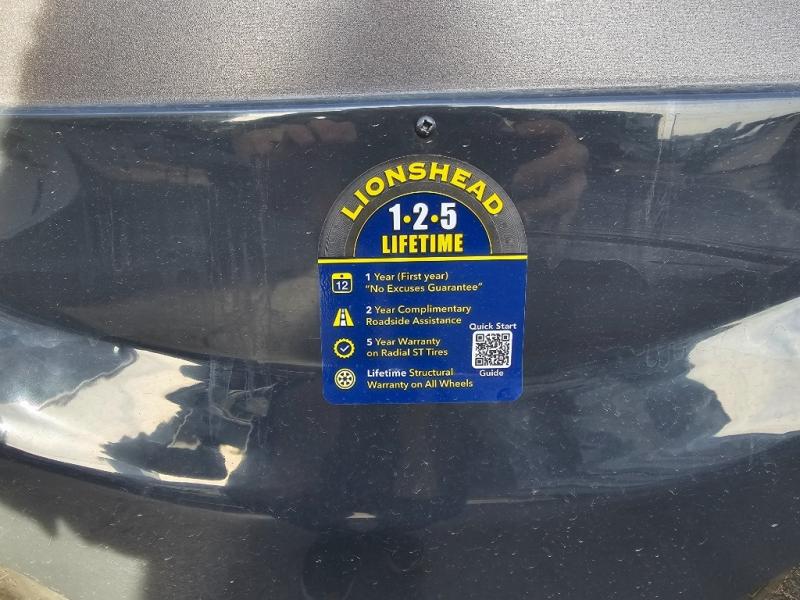 LIONSHEAD
1•2•5
LIFETIME
12
1 Year (First year)
“No Excuses Guarantee”
2 Year Complimentary
Roadside Assistance
5 Year Warranty
on Radial ST Tires
Lifetime Structural
Warranty on All Wheels
Quick Start
Guide